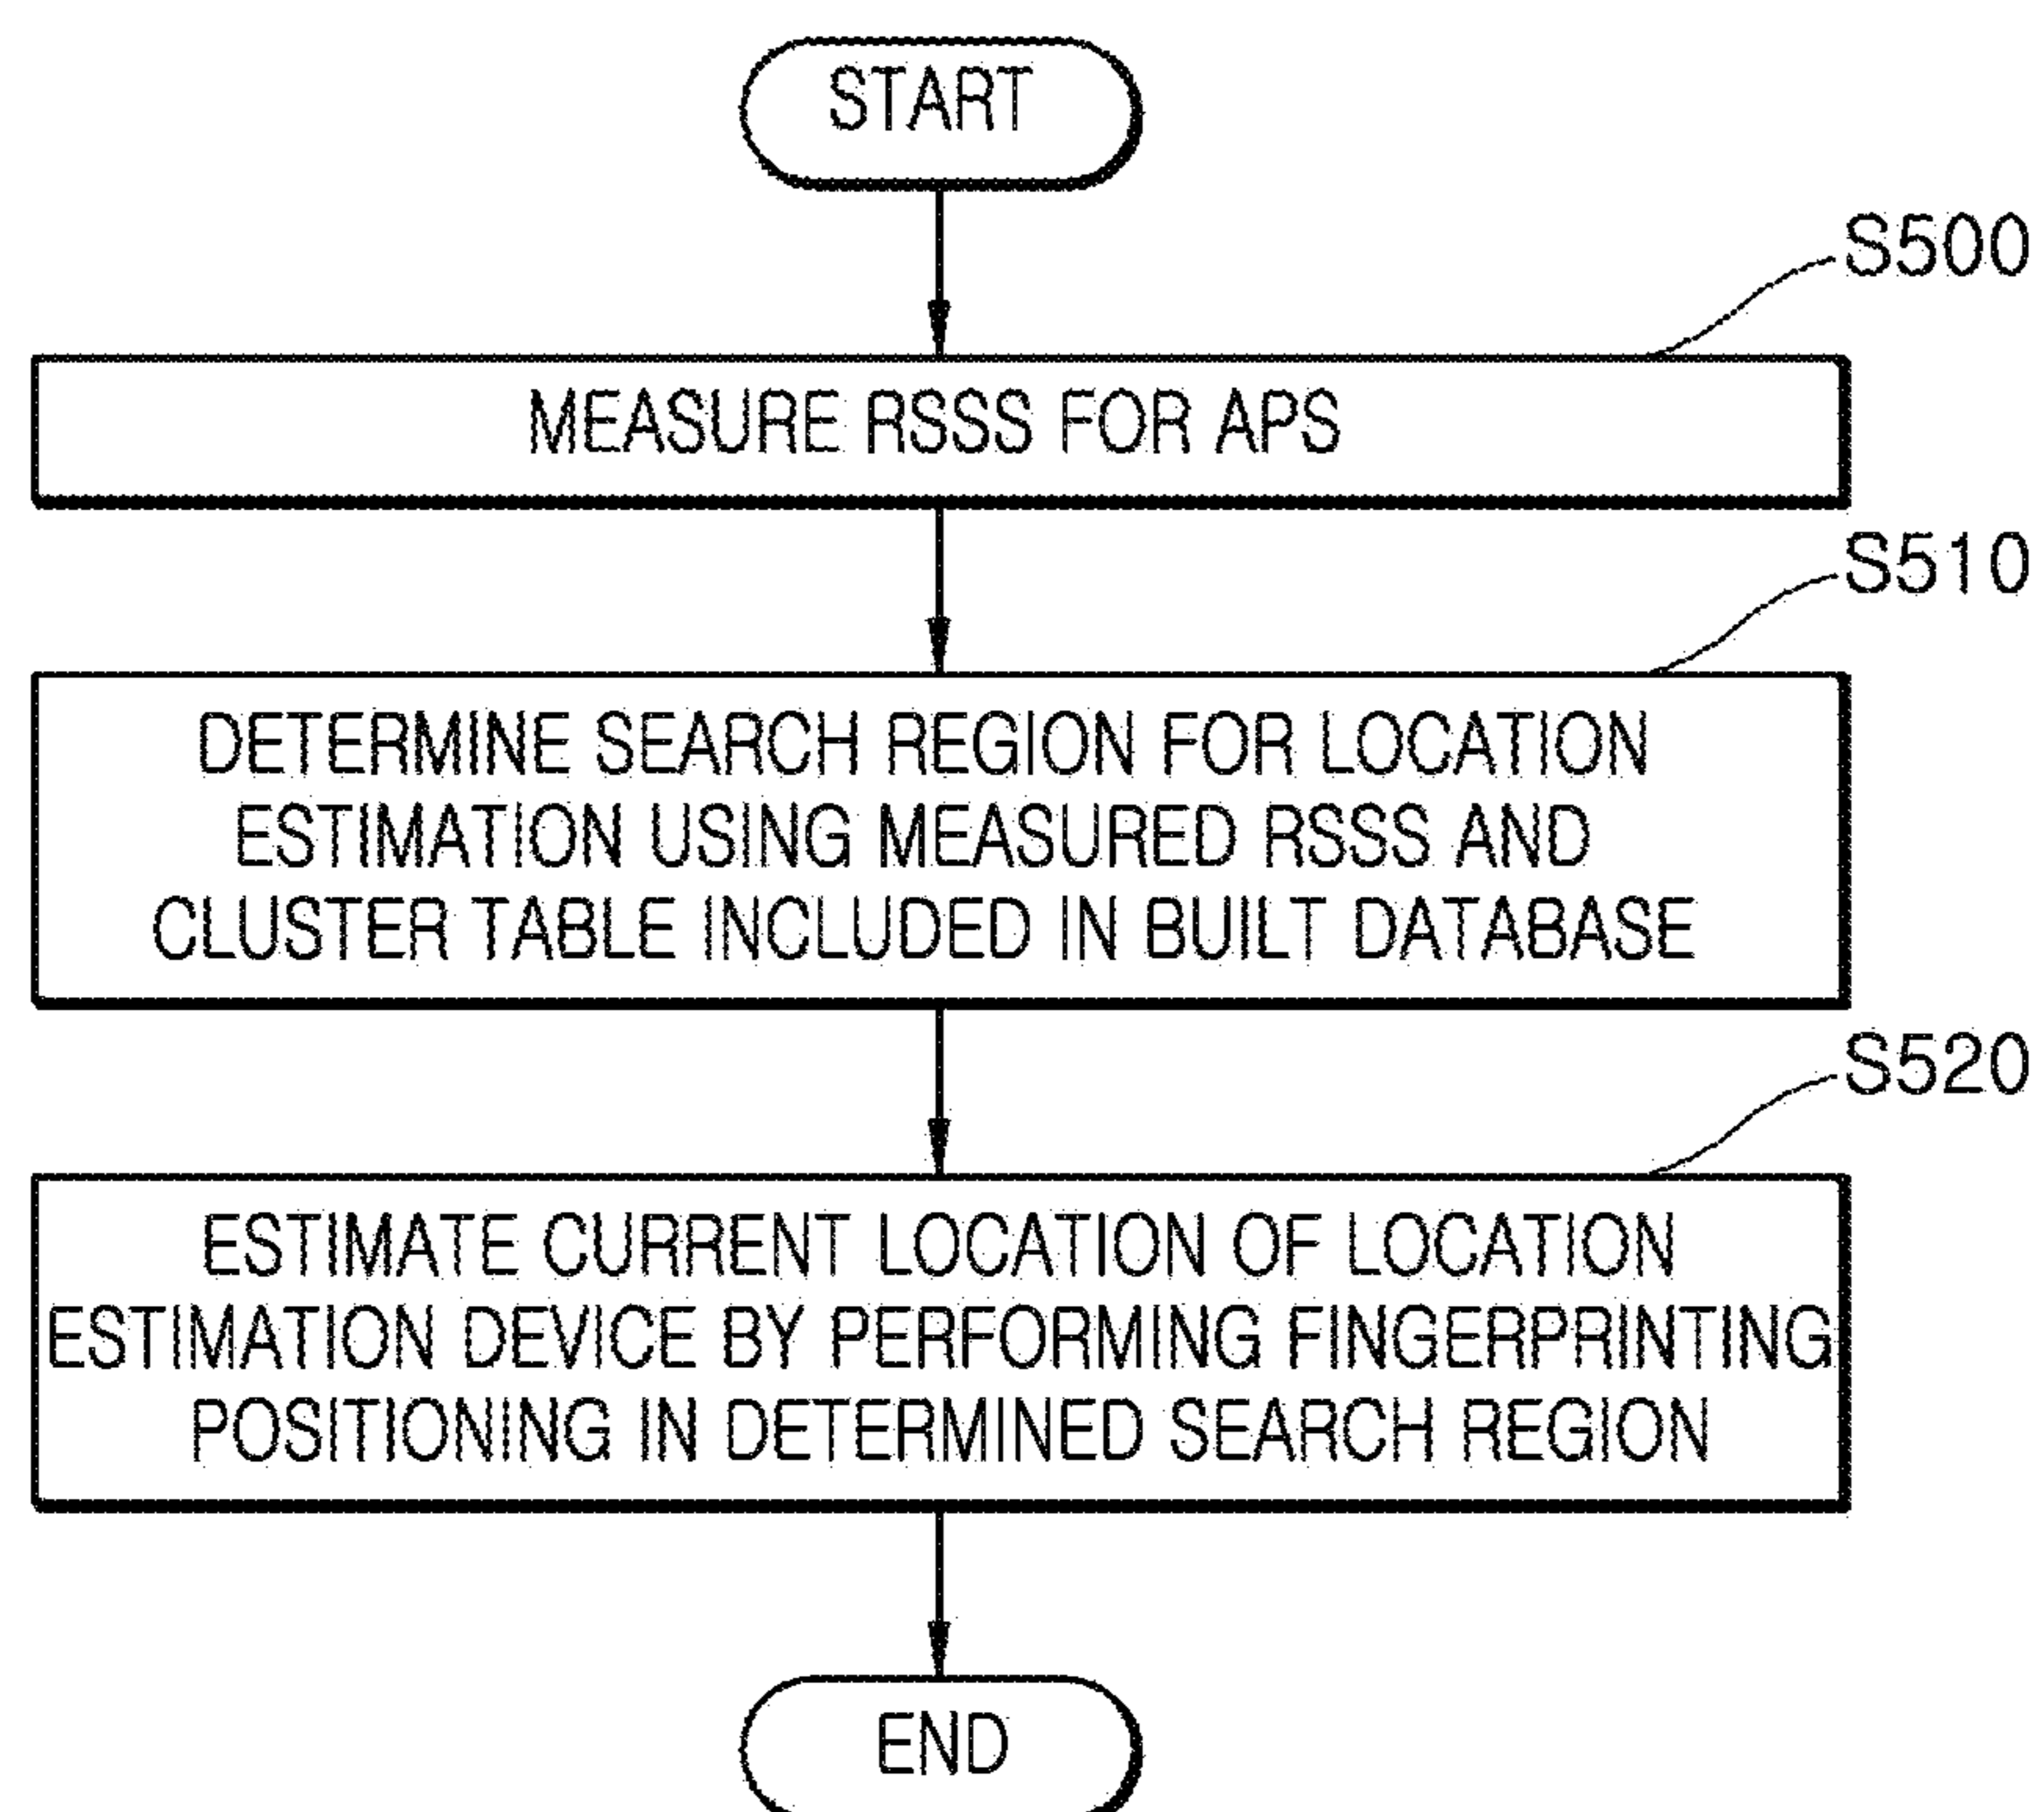 START
S500
MEASURE RSSS FOR APS
S510
DETERMINE SEARCH REGION FOR LOCATION
ESTIMATION USING MEASURED RSSS AND
CLUSTER TABLE INCLUDED IN BUILT DATABASE
S520
ESTIMATE CURRENT LOCATION OF LOCATION
ESTIMATION DEVICE BY PERFORMING FINGERPRINTING
POSITIONING IN DETERMINED SEARCH REGION
END